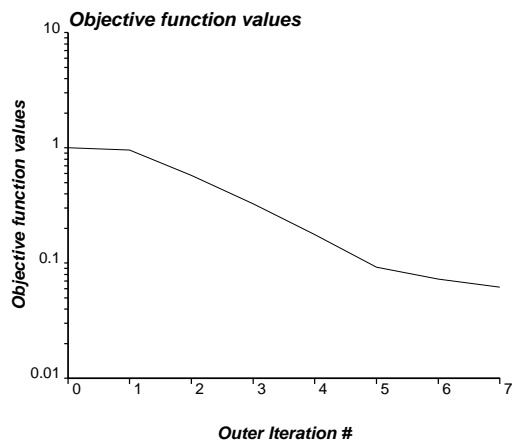 Objective function values
10
1
0.1
0.01
Objective function values
0 1 2 3 4 5 6 7
Outer Iteration #